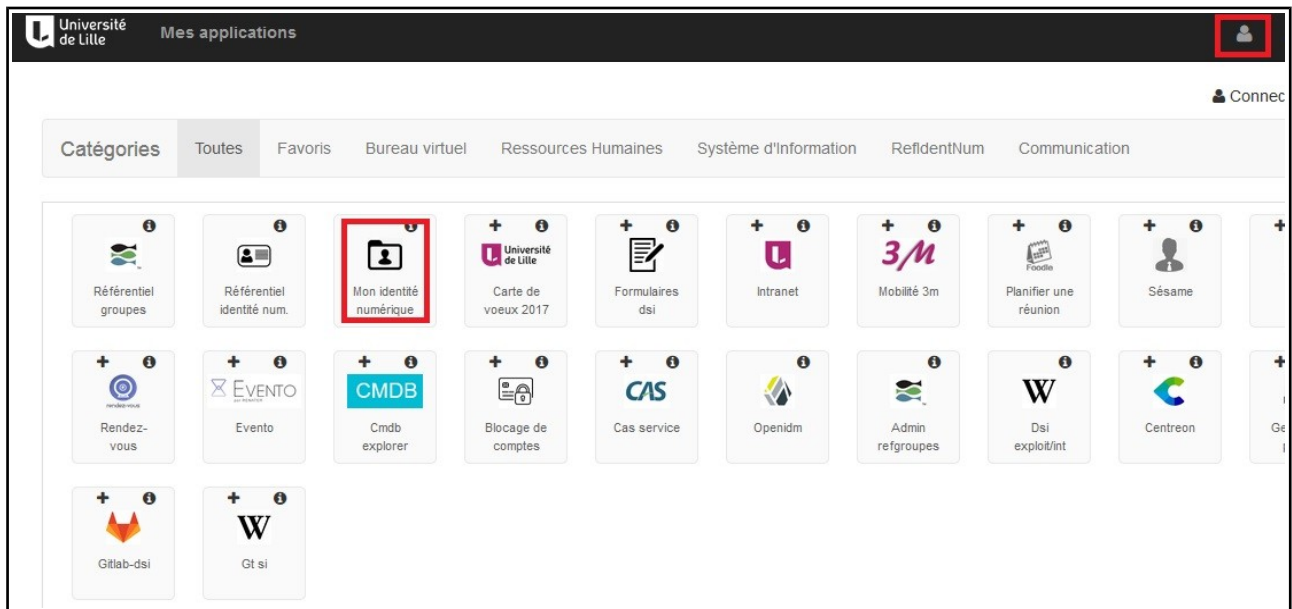 Université
de Lille
Mes applications
Connec
Catégories Toutes Favoris Bureau virtuel Ressources Humaines Système d'Information RefIdentNum Communication
Référentiel
groupes
Référentiel
identité num.
Mon identité
numérique
Université
de Lille
Carte de
voeux 2017
Formulaires
dsi
Intranet
3M
Mobilité 3m
Foodle
Planifier une
réunion
Sésame
rendez-vous
Rendez-
vous
EVENTO
Evento
CMDB
Cmdb
explorer
Blocage de
comptes
CAS
Cas service
Openidm
Admin
refgroupes
W
Dsi
exploit/int
Centreon
Ge
Gitlab-dsi
W
Gt si